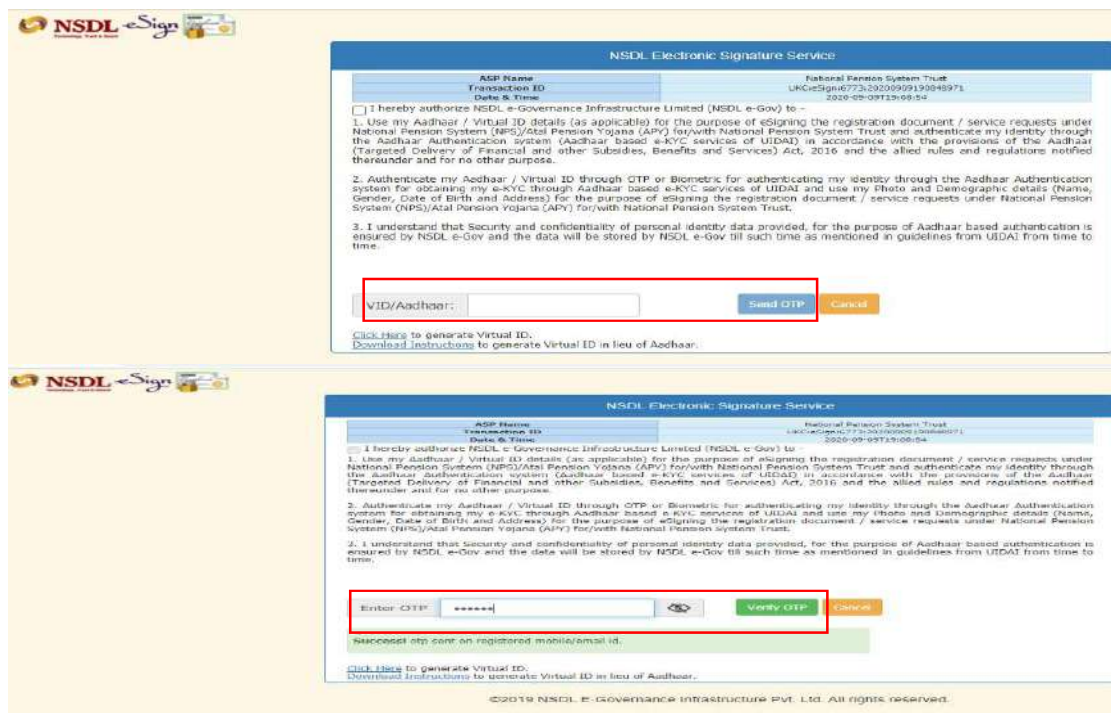 NSDL eSign
Technology, Trust & Reach
NSDL Electronic Signature Service
ASP Name National Pension System Trust
Transaction ID
Date & Time 2020-09-09T19:08:54
I hereby authorize NSDL e-Governance Infrastructure Limited (NSDL e-Gov) to -
1. Use my Aadhaar / Virtual ID details (as applicable) for the purpose of eSigning the registration document / service requests under
National Pension System (NPS)/Atal Pension Yojana (APY) for/with National Pension System Trust and authenticate my identity through
the Aadhaar Authentication system (Aadhaar based e-KYC services of UIDAI) in accordance with the provisions of the Aadhaar
(Targeted Delivery of Financial and other Subsidies, Benefits and Services) Act, 2016 and the allied rules and regulations notified
thereunder and for no other purpose.
2. Authenticate my Aadhaar / Virtual ID through OTP or Biometric for authenticating my identity through the Aadhaar Authentication
system for obtaining my e-KYC through Aadhaar based e-KYC services of UIDAI and use my Photo and Demographic details (Name,
Gender, Date of Birth and Address) for the purpose of eSigning the registration document / service requests under National Pension
System (NPS)/Atal Pension Yojana (APY) for/with National Pension System Trust.
3. I understand that Security and confidentiality of personal identity data provided, for the purpose of Aadhaar based authentication is
ensured by NSDL e-Gov and the data will be stored by NSDL e-Gov till such time as mentioned in guidelines from UIDAI from time to
time.
VID/Aadhaar: Send OTP Cancel
Click Here to generate Virtual ID.
Download Instructions to generate Virtual ID in lieu of Aadhaar.
NSDL eSign
NSDL Electronic Signature Service
ASP Name National Pension System Trust
Transaction ID
Date & Time 2020-09-09T19:08:54
I hereby authorize NSDL e-Governance Infrastructure Limited (NSDL e-Gov) to -
1. Use my Aadhaar / Virtual ID details (as applicable) for the purpose of eSigning the registration document / service requests under
National Pension System (NPS)/Atal Pension Yojana (APY) for/with National Pension System Trust and authenticate my identity through
the Aadhaar Authentication system (Aadhaar based e-KYC services of UIDAI) in accordance with the provisions of the Aadhaar
(Targeted Delivery of Financial and other Subsidies, Benefits and Services) Act, 2016 and the allied rules and regulations notified
thereunder and for no other purpose.
2. Authenticate my Aadhaar / Virtual ID through OTP or Biometric for authenticating my identity through the Aadhaar Authentication
system for obtaining my e-KYC through Aadhaar based e-KYC services of UIDAI and use my Photo and Demographic details (Name,
Gender, Date of Birth and Address) for the purpose of eSigning the registration document / service requests under National Pension
System (NPS)/Atal Pension Yojana (APY) for/with National Pension System Trust.
3. I understand that Security and confidentiality of personal identity data provided, for the purpose of Aadhaar based authentication is
ensured by NSDL e-Gov and the data will be stored by NSDL e-Gov till such time as mentioned in guidelines from UIDAI from time to
time.
Enter OTP ****** Verify OTP Cancel
Success! otp sent on registered mobile/email id.
Click Here to generate Virtual ID.
Download Instructions to generate Virtual ID in lieu of Aadhaar.
©2019 NSDL E-Governance Infrastructure Pvt. Ltd. All rights reserved.